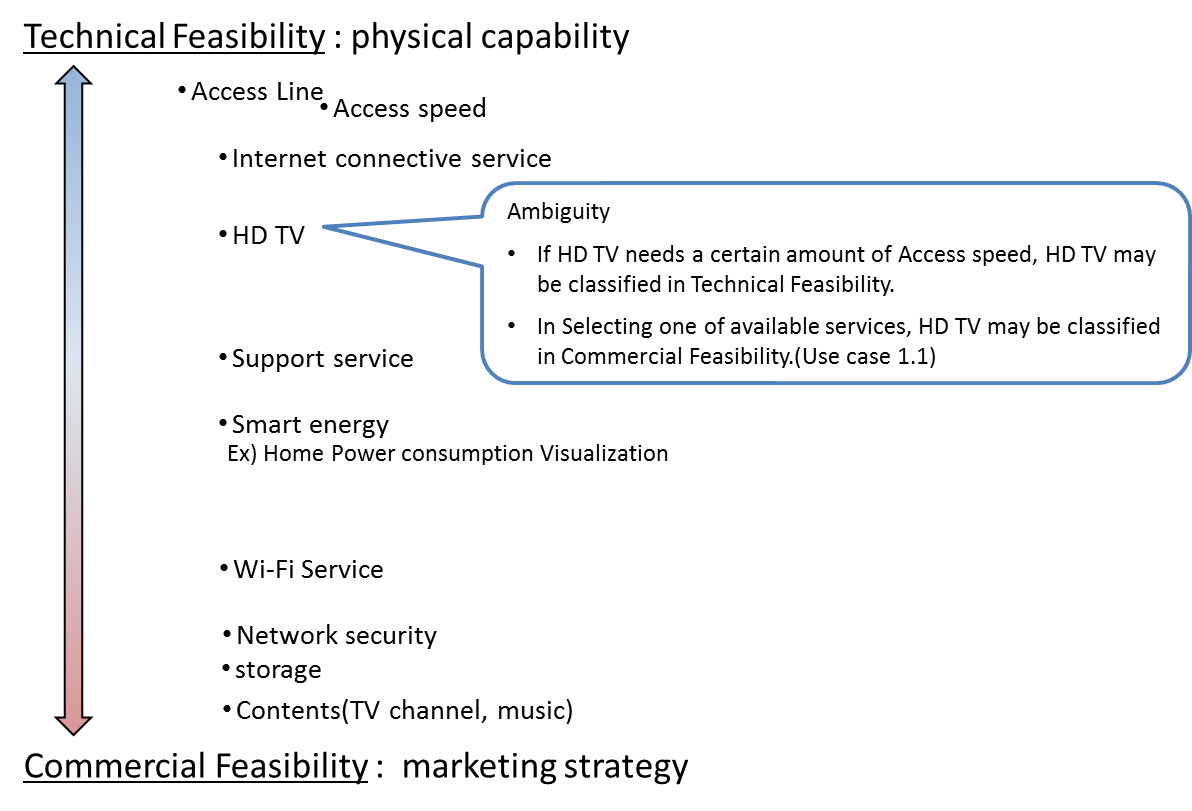 Technical Feasibility : physical capability
•Access Line
•Access speed
•Internet connective service
•HD TV
Ambiguity
• If HD TV needs a certain amount of Access speed, HD TV may
be classified in Technical Feasibility.
• In Selecting one of available services, HD TV may be classified
in Commercial Feasibility.(Use case 1.1)
•Support service
•Smart energy
Ex) Home Power consumption Visualization
•Wi-Fi Service
•Network security
•storage
•Contents(TV channel, music)
Commercial Feasibility : marketing strategy